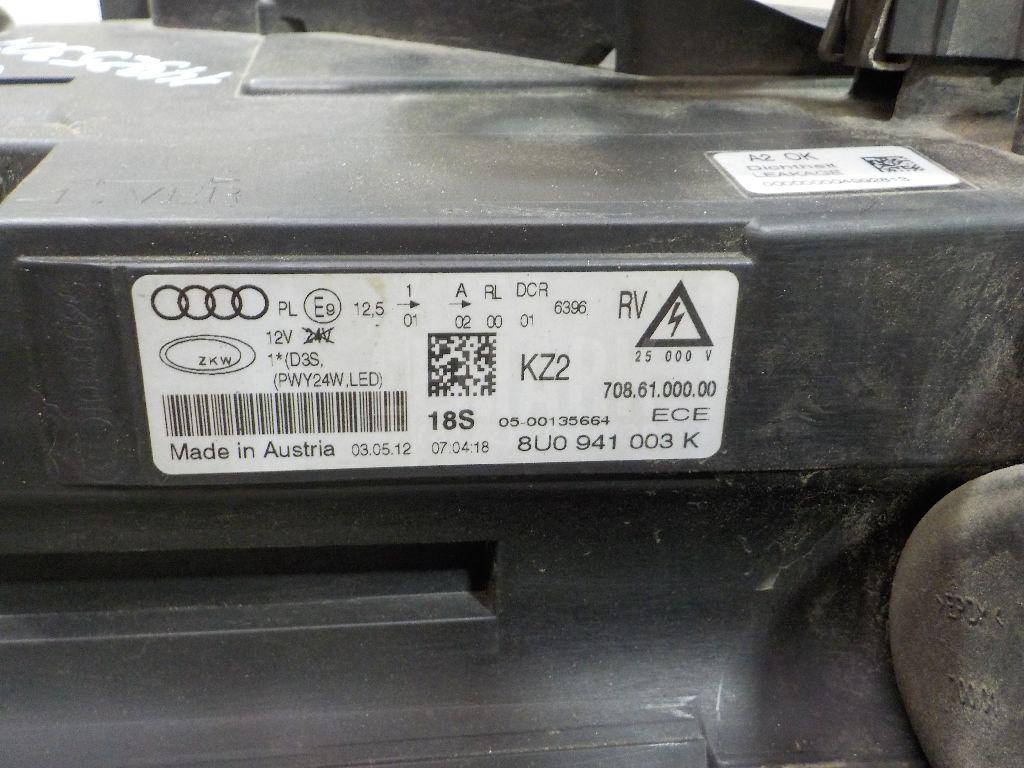 A2 OK
Dichtheit
LEAKAGE
PL E9 12,5 1 A RL DCR 6396 RV
01 02 00 01
12V 24V
ZKW
1*(D3S,
(PWY24W,LED)
KZ2
25 000 V
708.61.000.00
18S 05-00135664 ECE
Made in Austria 03.05.12 07:04:18 8U0 941 003 K